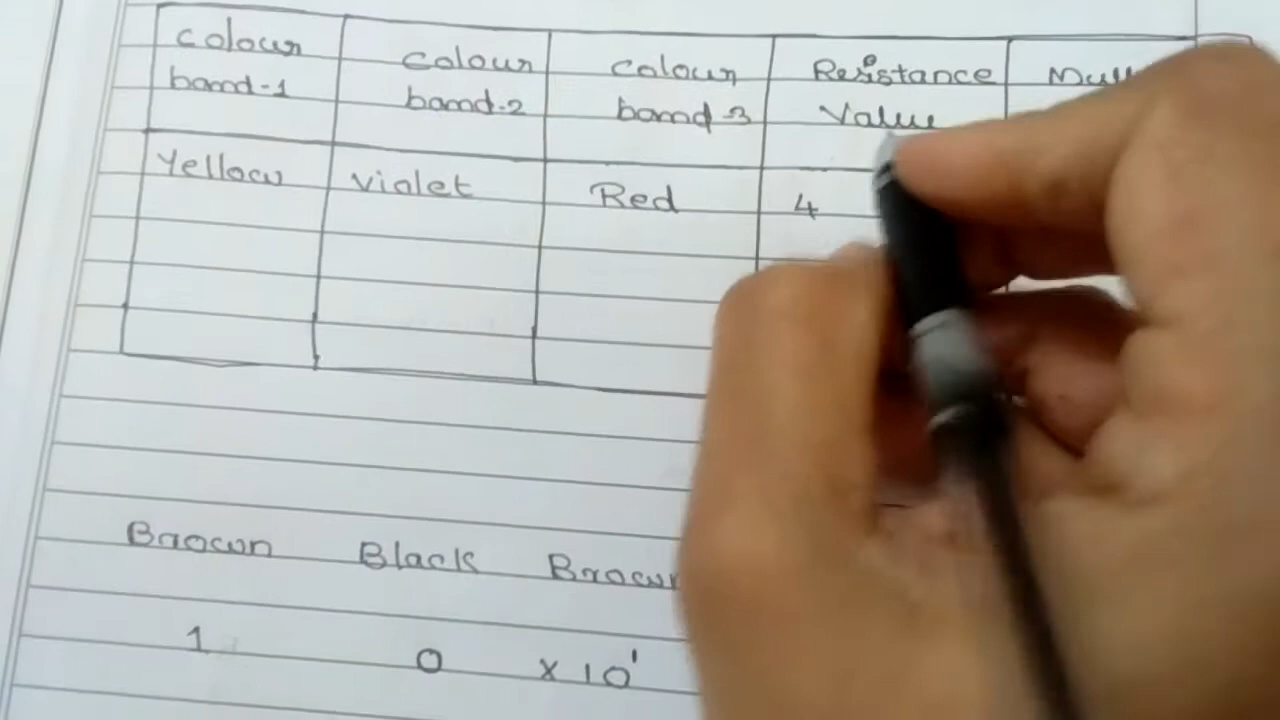 Colour colour colour Resistance
band-1 band-2 band-3 Value
Yellow violet Red 4
Brown Black Brown
1 0 x 10¹